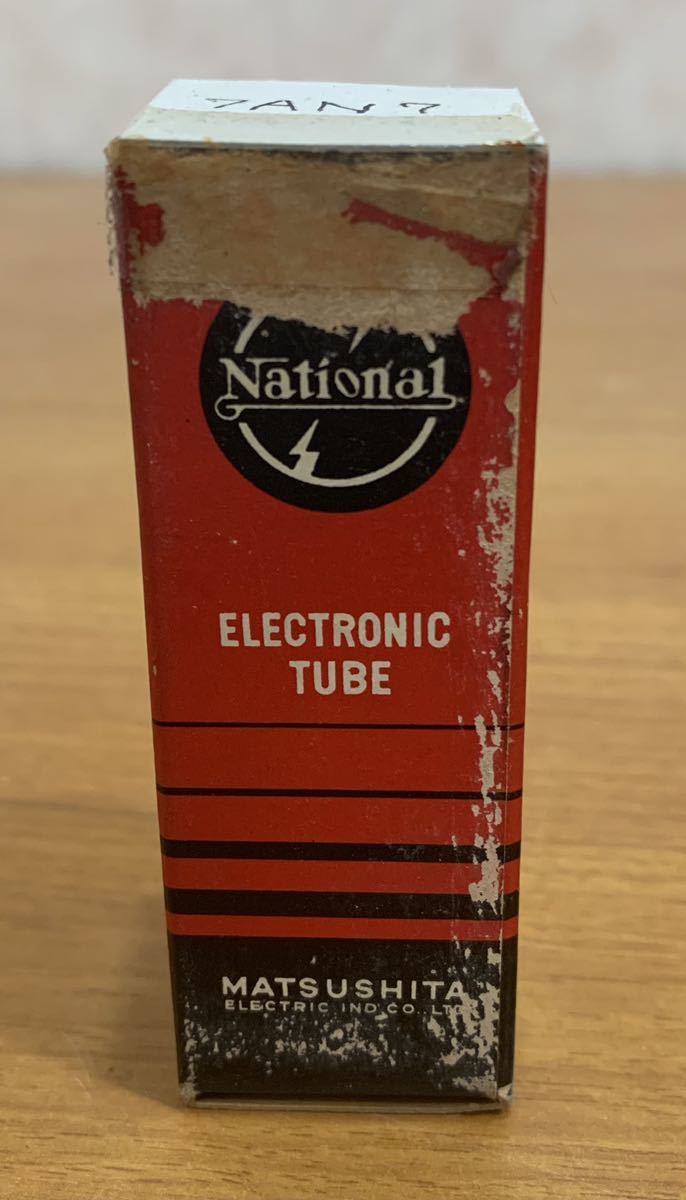 7AN7
National
ELECTRONIC
TUBE
MATSUSHITA
ELECTRIC IND. CO., LTD